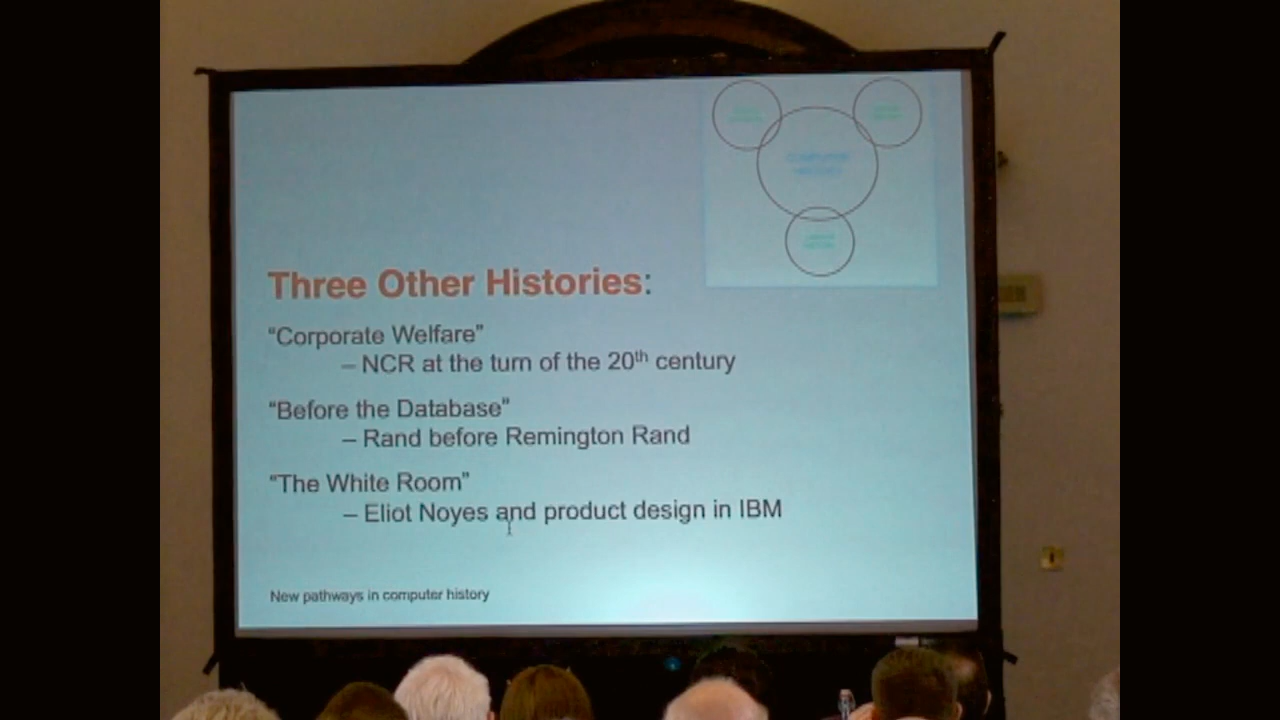 Three Other Histories:
“Corporate Welfare”
– NCR at the turn of the 20th century
“Before the Database”
– Rand before Remington Rand
“The White Room”
– Eliot Noyes and product design in IBM
New pathways in computer history